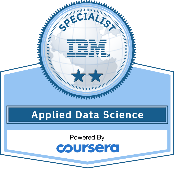 SPECIALIST
IBM
Applied Data Science
Powered By
coursera